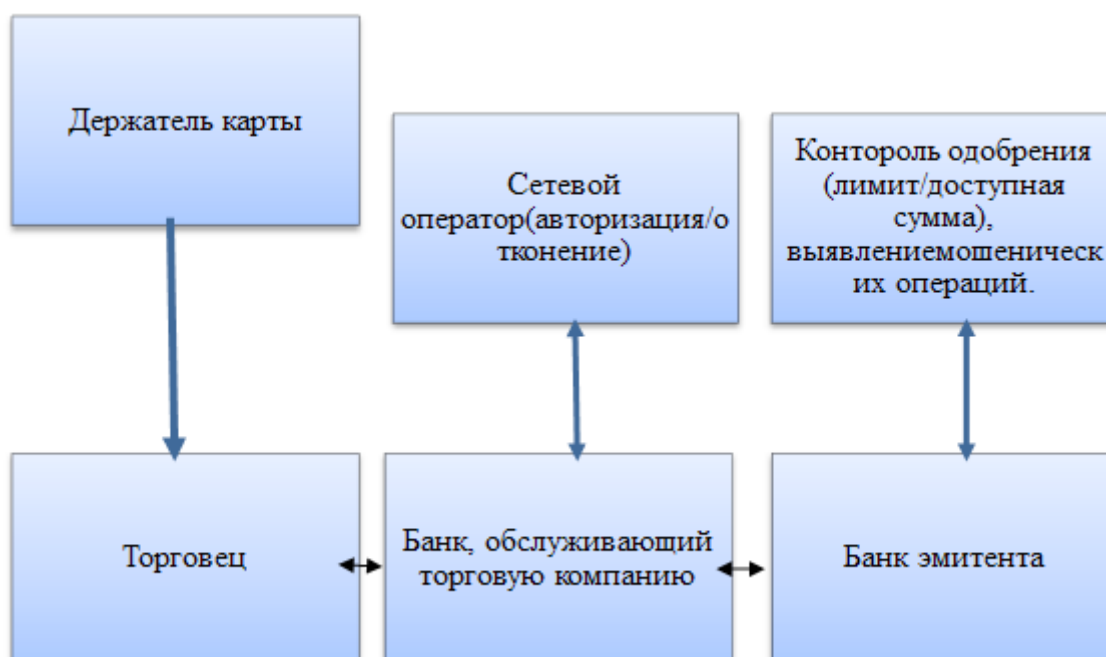 Держатель карты
Сетевой
оператор(авторизация/о
тконение)
Контороль одобрения
(лимит/доступная
сумма),
выявлениемошеническ
их операций.
Торговец
Банк, обслуживающий
торговую компанию
Банк эмитента